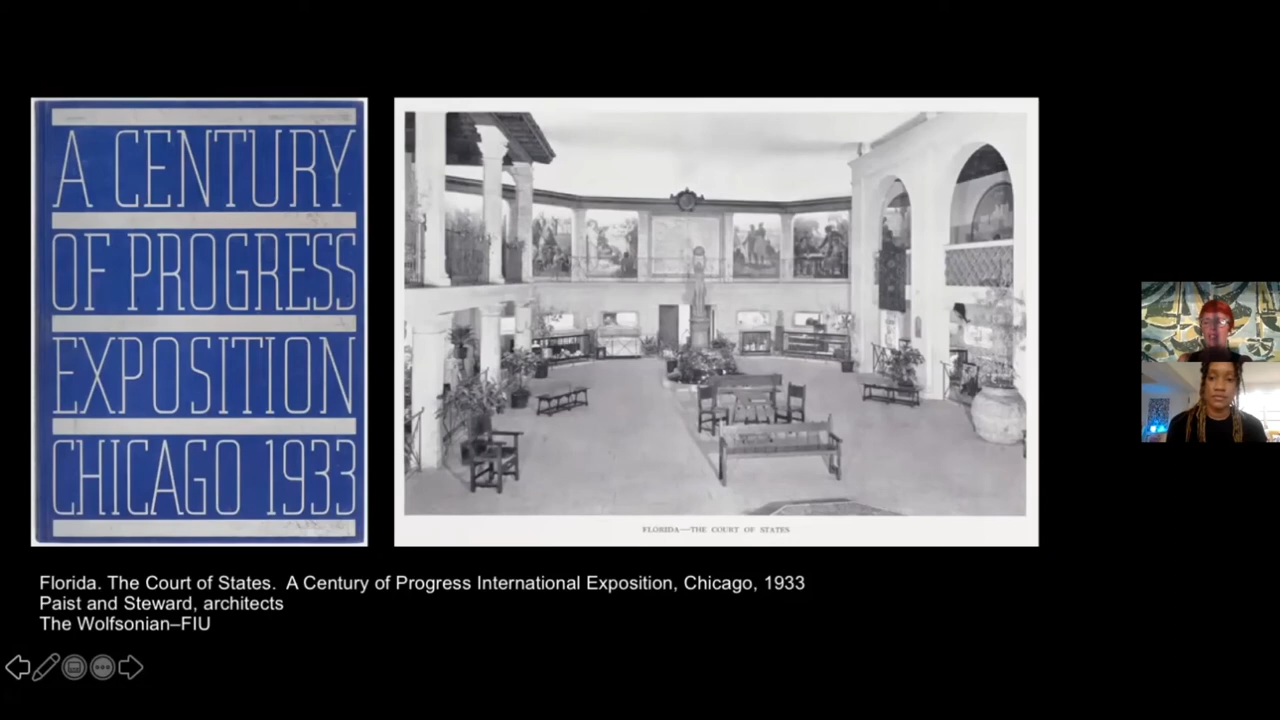 A CENTURY
OF PROGRESS
EXPOSITION
CHICAGO 1933
FLORIDA—THE COURT OF STATES
Florida. The Court of States.  A Century of Progress International Exposition, Chicago, 1933
Paist and Steward, architects
The Wolfsonian–FIU